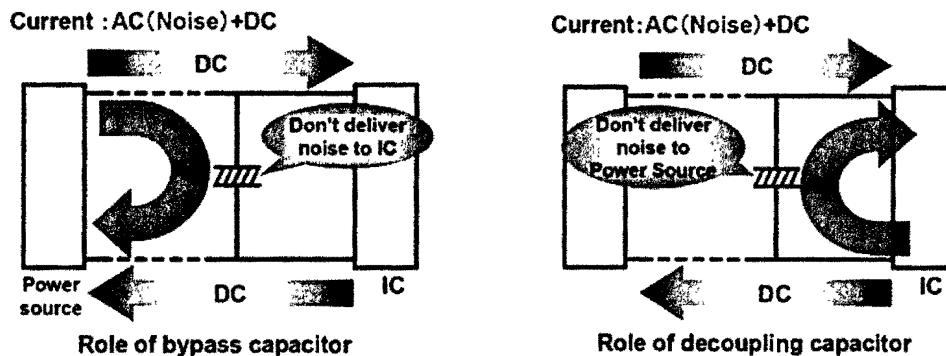 Current :AC(Noise)+DC
DC
Don't deliver
noise to IC
Power
source
DC
IC
Role of bypass capacitor
Current:AC(Noise)+DC
DC
Don't deliver
noise to
Power Source
DC
IC
Role of decoupling capacitor